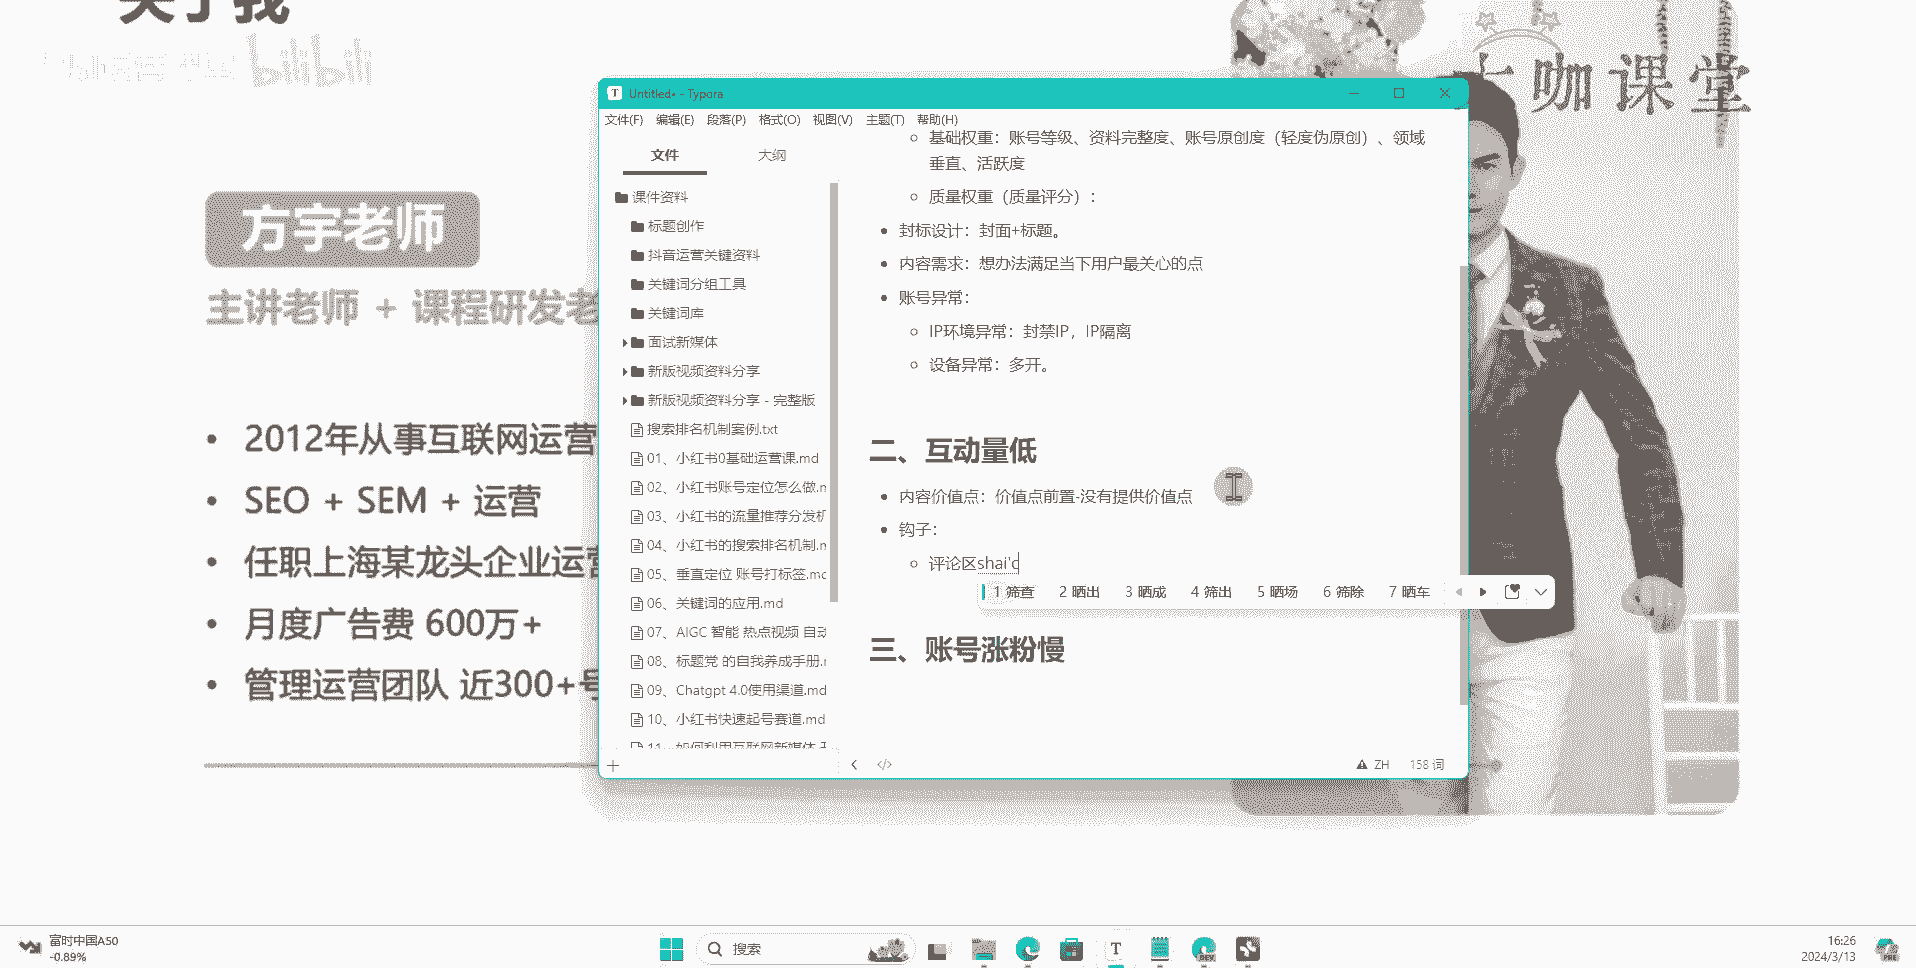 关于我
bilibili
大咖课堂
方宇老师
主讲老师 + 课程研发老
• 2012年从事互联网运营
• SEO + SEM + 运营
• 任职上海某龙头企业运营
• 月度广告费 600万+
• 管理运营团队 近300+号
Untitled• - Typora
文件(F) 编辑(E) 段落(P) 格式(O) 视图(V) 主题(T) 帮助(H)
文件 大纲
课件资料
标题创作
抖音运营关键资料
关键词分组工具
关键词库
面试新媒体
新版视频资料分享
新版视频资料分享 - 完整版
搜索排名机制案例.txt
01、小红书0基础运营课.md
02、小红书账号定位怎么做.m
03、小红书的流量推荐分发机
04、小红书的搜索排名机制.m
05、垂直定位 账号打标签.mc
06、关键词的应用.md
07、AIGC 智能 热点视频 自动
08、标题党 的自我养成手册.r
09、Chatgpt 4.0使用渠道.md
10、小红书快速起号赛道.md
11、如何利用互联网新媒体
基础权重：账号等级、资料完整度、账号原创度（轻度伪原创）、领域
垂直、活跃度
质量权重（质量评分）：
封标设计：封面+标题。
内容需求：想办法满足当下用户最关心的点
账号异常：
IP环境异常：封禁IP，IP隔离
设备异常：多开。
二、互动量低
内容价值点：价值点前置-没有提供价值点
钩子：
评论区shai'c
1 筛查 2 晒出 3 晒成 4 筛出 5 晒场 6 筛除 7 晒车
三、账号涨粉慢
ZH 158 词
富时中国A50
-0.89%
搜索
16:26
2024/3/13